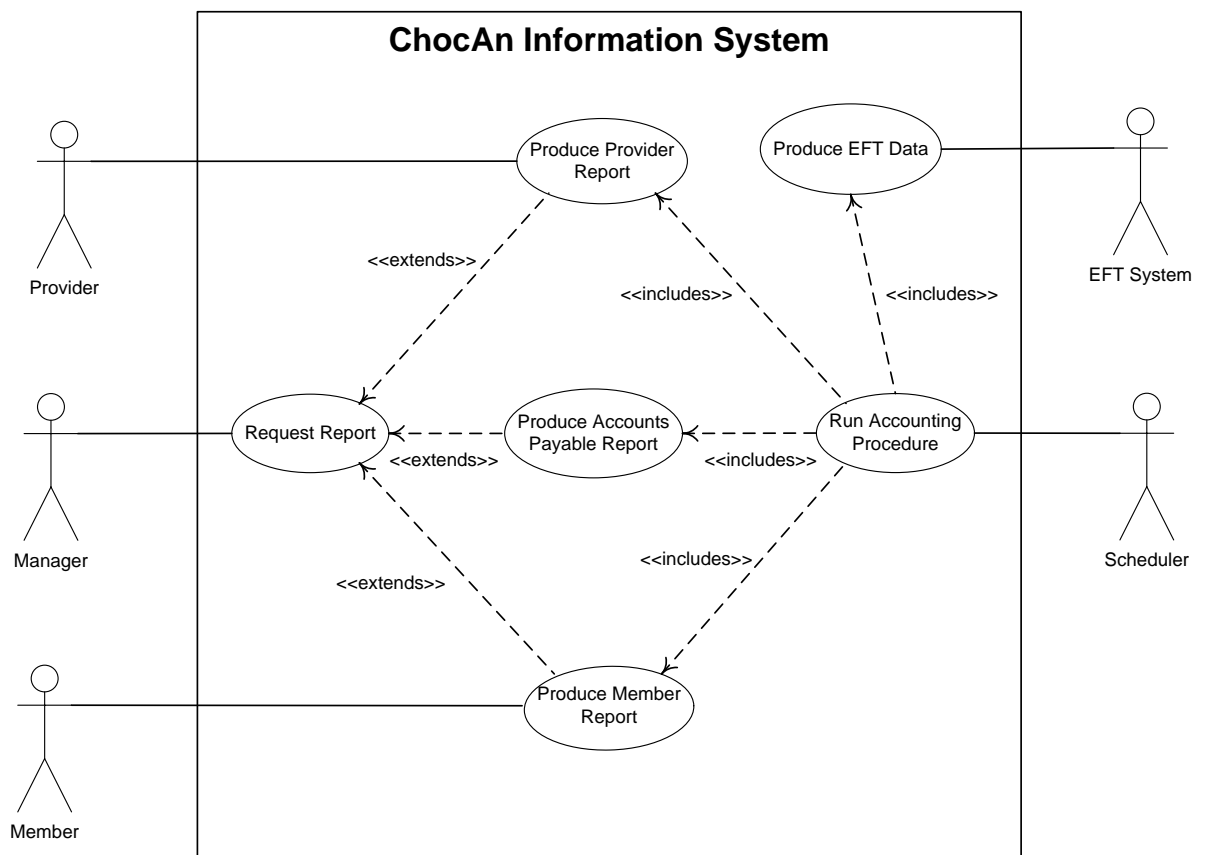 ChocAn Information System
Produce Provider
Report
Produce EFT Data
<<extends>>
Provider
EFT System
<<includes>>
<<includes>>
Request Report
Produce Accounts
Payable Report
Run Accounting
Procedure
<<extends>>
<<includes>>
Manager
Scheduler
<<includes>>
<<extends>>
Produce Member
Report
Member